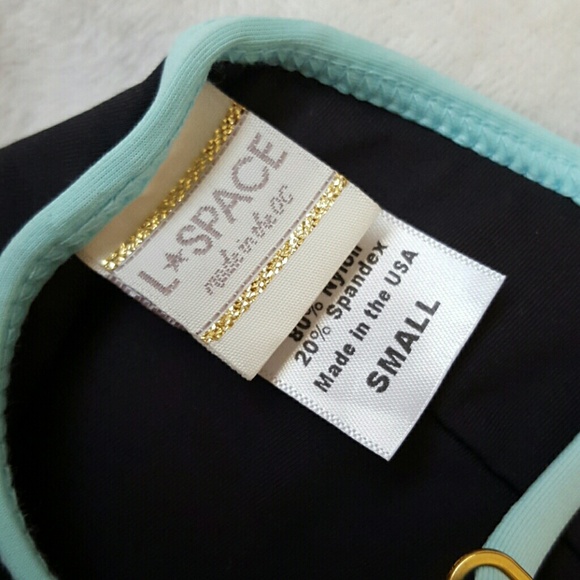 L★SPACE
made in the OC
80% Nylon
20% Spandex
Made in the USA
SMALL